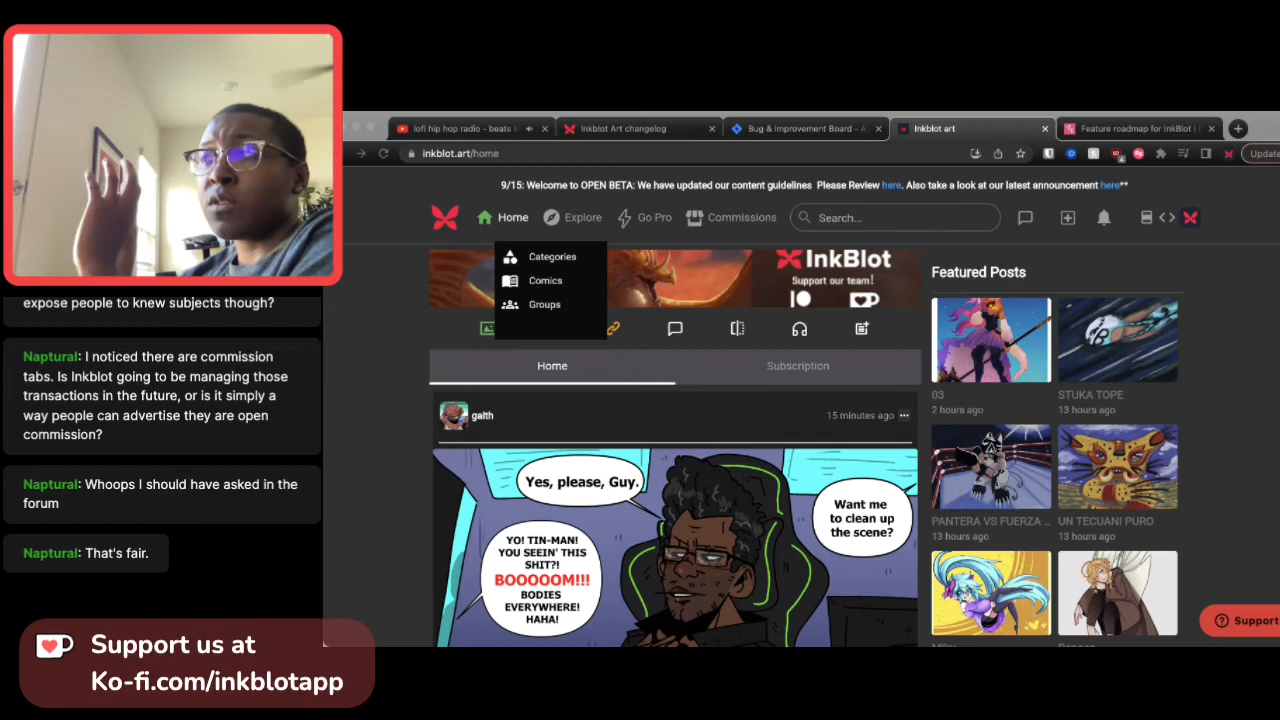 expose people to knew subjects though?
Naptural: I noticed there are commission
tabs. Is Inkblot going to be managing those
transactions in the future, or is it simply a
way people can advertise they are open
commission?
Naptural: Whoops I should have asked in the
forum
Naptural: That's fair.
Support us at
Ko-fi.com/inkblotapp
lofi hip hop radio - beats t
Inkblot Art changelog
Bug & Improvement Board - A
Inkblot art
Feature roadmap for InkBlot |
inkblot.art/home
4
Update
9/15: Welcome to OPEN BETA: We have updated our content guidelines Please Review here. Also take a look at our latest announcement here**
Home
Explore
Go Pro
Commissions
Search...
Categories
Comics
Groups
InkBlot
Support our team!
Home
Subscription
galth
15 minutes ago
Yes, please, Guy.
Want me
to clean up
the scene?
YO! TIN-MAN!
YOU SEEIN' THIS
SHIT?!
BOOOOOM!!!
BODIES
EVERYWHERE!
HAHA!
Featured Posts
03
2 hours ago
STUKA TOPE
13 hours ago
PANTERA VS FUERZA ...
13 hours ago
UN TECUANI PURO
13 hours ago
Support